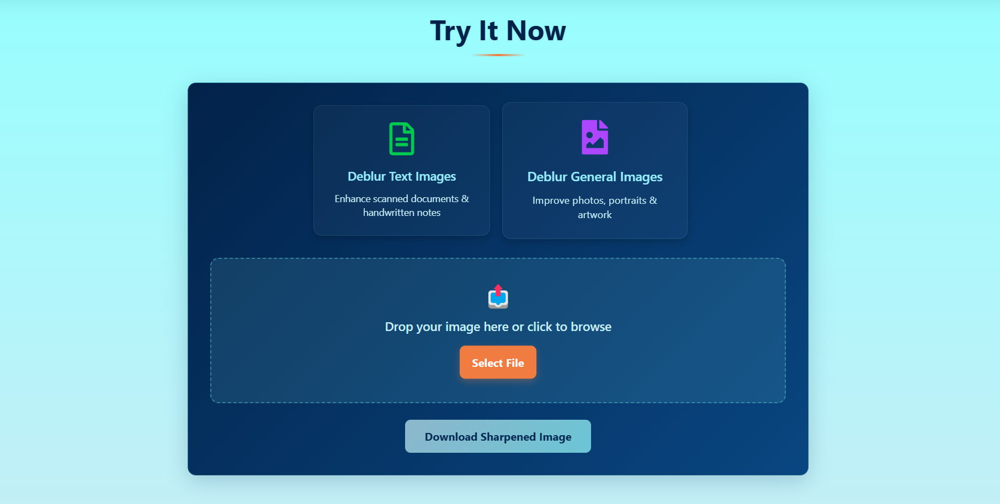 Try It Now
Deblur Text Images
Enhance scanned documents &
handwritten notes
Deblur General Images
Improve photos, portraits &
artwork
Drop your image here or click to browse
Select File
Download Sharpened Image